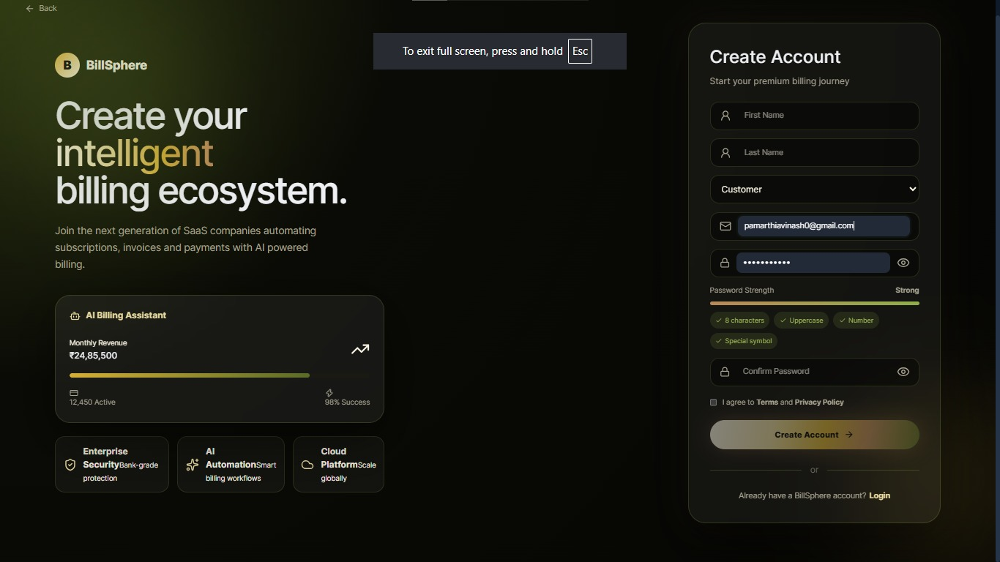 Back
To exit full screen, press and hold Esc
B BillSphere
Create your
intelligent
billing ecosystem.
Join the next generation of SaaS companies automating
subscriptions, invoices and payments with AI powered
billing.
AI Billing Assistant
Monthly Revenue
₹24,85,500
12,450 Active
98% Success
Enterprise
SecurityBank-grade
protection
AI
AutomationSmart
billing workflows
Cloud
PlatformScale
globally
Create Account
Start your premium billing journey
First Name
Last Name
Customer
pamarthiavinash0@gmail.com
•••••••••••
Password Strength Strong
8 characters Uppercase Number
Special symbol
Confirm Password
I agree to Terms and Privacy Policy
Create Account
or
Already have a BillSphere account? Login